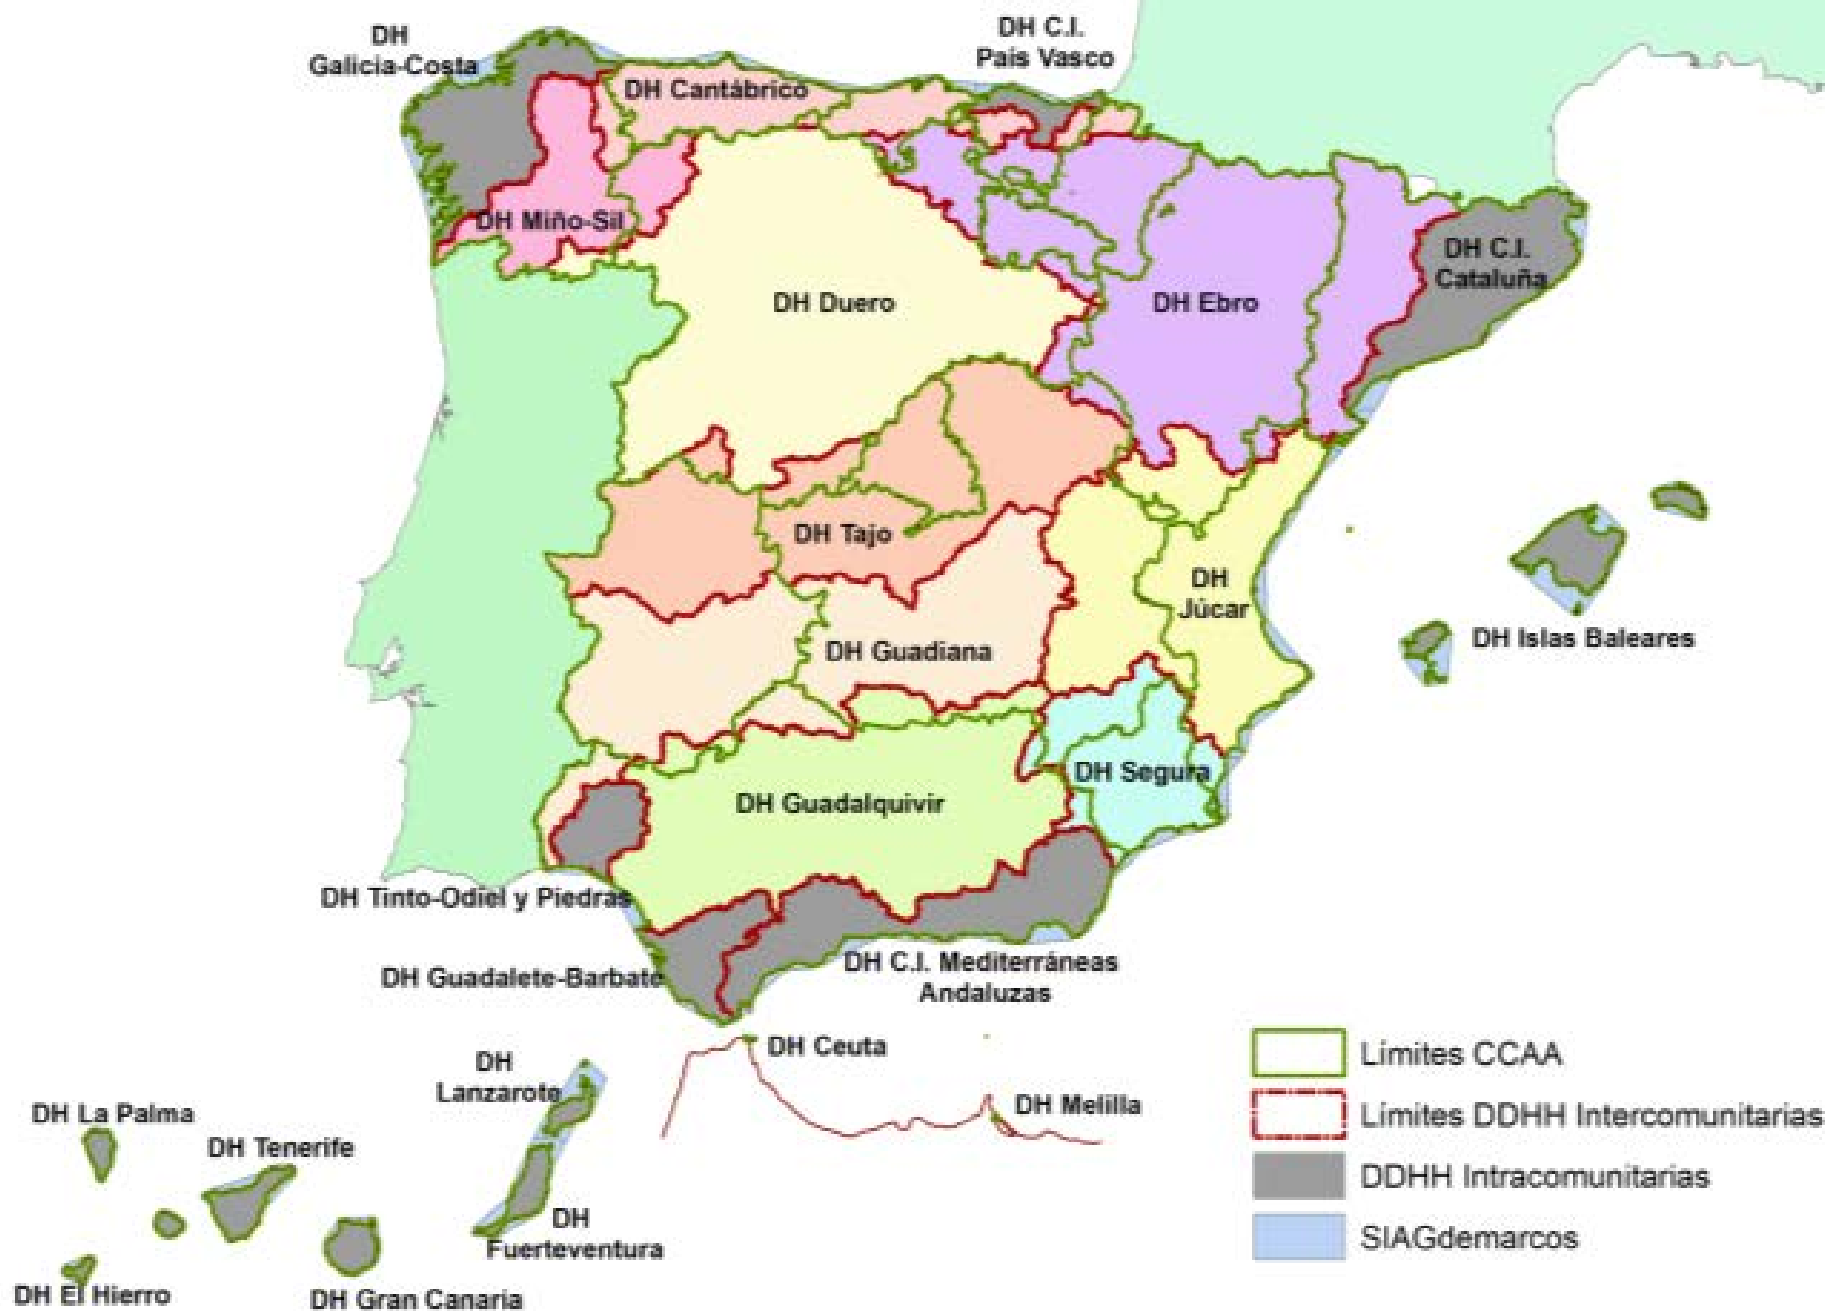 DH
Galicia-Costa
DH C.I.
País Vasco
DH Cantábrico
DH Miño-Sil
DH C.I.
Cataluña
DH Duero
DH Ebro
DH Tajo
DH
Júcar
DH Islas Baleares
DH Guadiana
DH Segura
DH Guadalquivir
DH Tinto-Odiel y Piedras
DH Guadalete-Barbate
DH C.I. Mediterráneas
Andaluzas
DH Ceuta
DH Melilla
DH
Lanzarote
DH La Palma
DH Tenerife
DH
Fuerteventura
DH El Hierro
DH Gran Canaria
Límites CCAA
Límites DDHH Intercomunitarias
DDHH Intracomunitarias
SIAGdemarcos